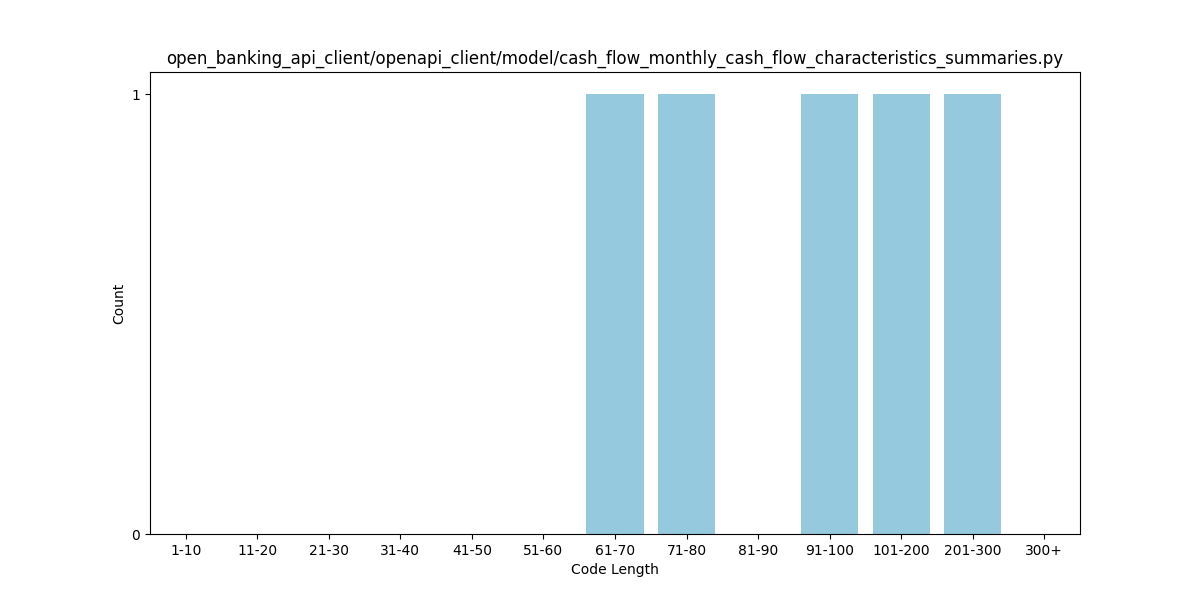 open_banking_api_client/openapi_client/model/cash_flow_monthly_cash_flow_characteristics_summaries.py
1
Count
0
1-10 11-20 21-30 31-40 41-50 51-60 61-70 71-80 81-90 91-100 101-200 201-300 300+
Code Length